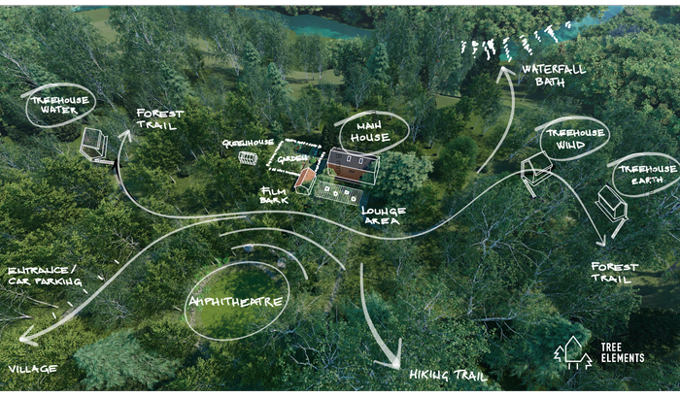 WATERFALL
BATH
TREEHOUSE
WATER
FOREST
TRAIL
MAIN
HOUSE
TREEHOUSE
WIND
GREENHOUSE
GARDEN
TREEHOUSE
EARTH
FILM
BARK
LOUNGE
AREA
ENTRANCE/
CAR PARKING
FOREST
TRAIL
AMPHITHEATRE
VILLAGE
HIKING TRAIL
TREE
ELEMENTS